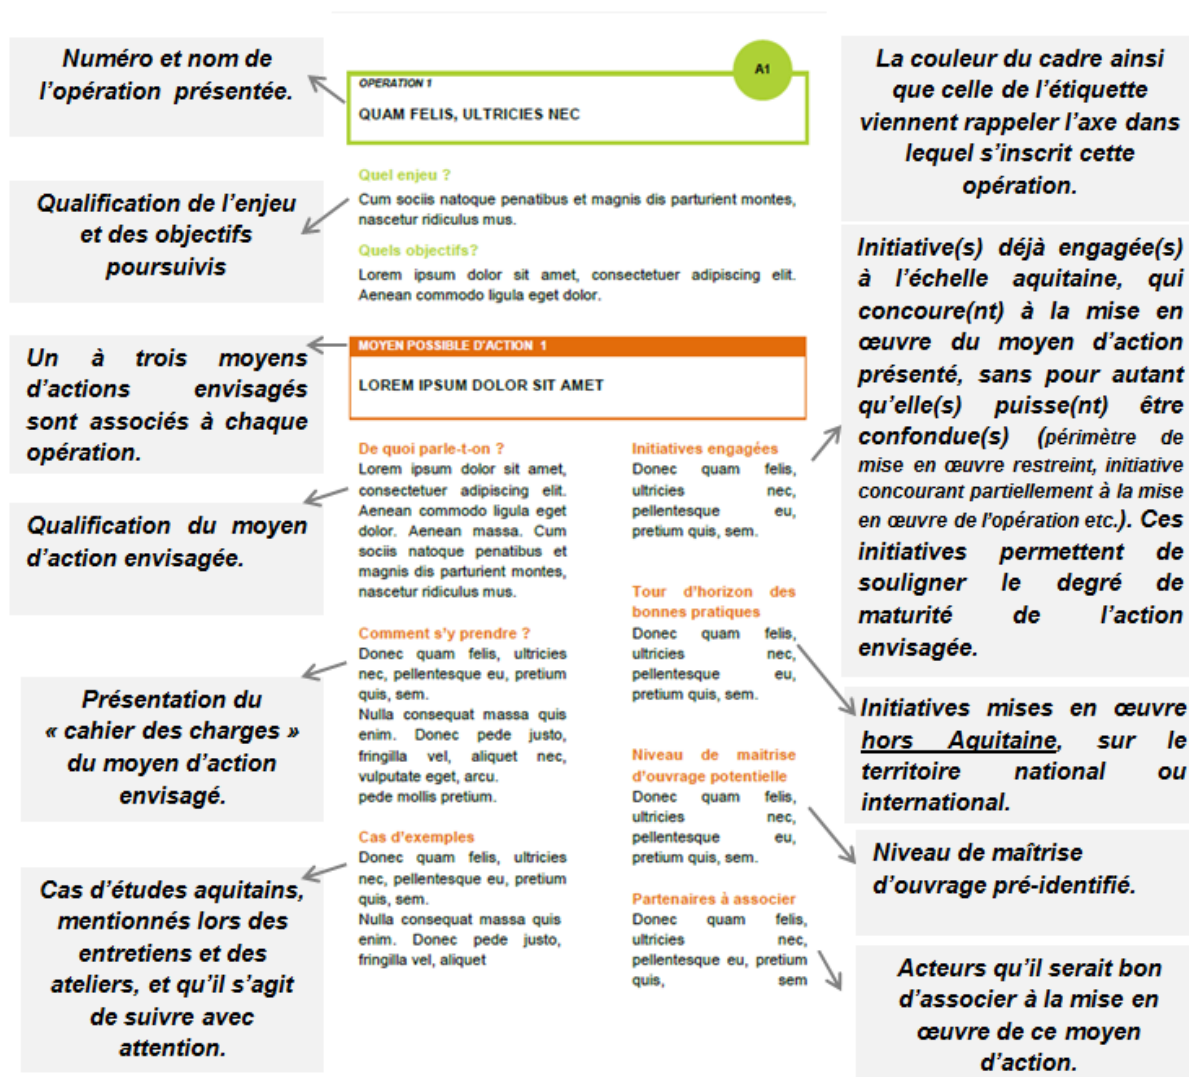 Numéro et nom de
l'opération présentée.
Qualification de l'enjeu
et des objectifs
poursuivis
Un à trois moyens
d'actions envisagés
sont associés à chaque
opération.
Qualification du moyen
d'action envisagée.
Présentation du
« cahier des charges »
du moyen d'action
envisagé.
Cas d'études aquitains,
mentionnés lors des
entretiens et des
ateliers, et qu'il s'agit
de suivre avec
attention.
A1
OPERATION 1
QUAM FELIS, ULTRICIES NEC
Quel enjeu ?
Cum sociis natoque penatibus et magnis dis parturient montes,
nascetur ridiculus mus.
Quels objectifs?
Lorem ipsum dolor sit amet, consectetuer adipiscing elit.
Aenean commodo ligula eget dolor.
MOYEN POSSIBLE D'ACTION 1
LOREM IPSUM DOLOR SIT AMET
De quoi parle-t-on ?
Lorem ipsum dolor sit amet,
consectetuer adipiscing elit.
Aenean commodo ligula eget
dolor. Aenean massa. Cum
sociis natoque penatibus et
magnis dis parturient montes,
nascetur ridiculus mus.
Comment s'y prendre ?
Donec quam felis, ultricies
nec, pellentesque eu, pretium
quis, sem.
Nulla consequat massa quis
enim. Donec pede justo,
fringilla vel, aliquet nec,
vulputate eget, arcu.
pede mollis pretium.
Cas d'exemples
Donec quam felis, ultricies
nec, pellentesque eu, pretium
quis, sem.
Nulla consequat massa quis
enim. Donec pede justo,
fringilla vel, aliquet
Initiatives engagées
Donec quam felis,
ultricies nec,
pellentesque eu,
pretium quis, sem.
Tour d'horizon des
bonnes pratiques
Donec quam felis,
ultricies nec,
pellentesque eu,
pretium quis, sem.
Niveau de maitrise
d'ouvrage potentielle
Donec quam felis,
ultricies nec,
pellentesque eu,
pretium quis, sem.
Partenaires à associer
Donec quam felis,
ultricies nec,
pellentesque eu, pretium
quis, sem
La couleur du cadre ainsi
que celle de l'étiquette
viennent rappeler l'axe dans
lequel s'inscrit cette
opération.
Initiative(s) déjà engagée(s)
à l'échelle aquitaine, qui
concoure(nt) à la mise en
œuvre du moyen d'action
présenté, sans pour autant
qu'elle(s) puisse(nt) être
confondue(s) (périmètre de
mise en œuvre restreint, initiative
concourant partiellement à la mise
en œuvre de l'opération etc.). Ces
initiatives permettent de
souligner le degré de
maturité de l'action
envisagée.
Initiatives mises en œuvre
hors Aquitaine, sur le
territoire national ou
international.
Niveau de maîtrise
d'ouvrage pré-identifié.
Acteurs qu'il serait bon
d'associer à la mise en
œuvre de ce moyen
d'action.